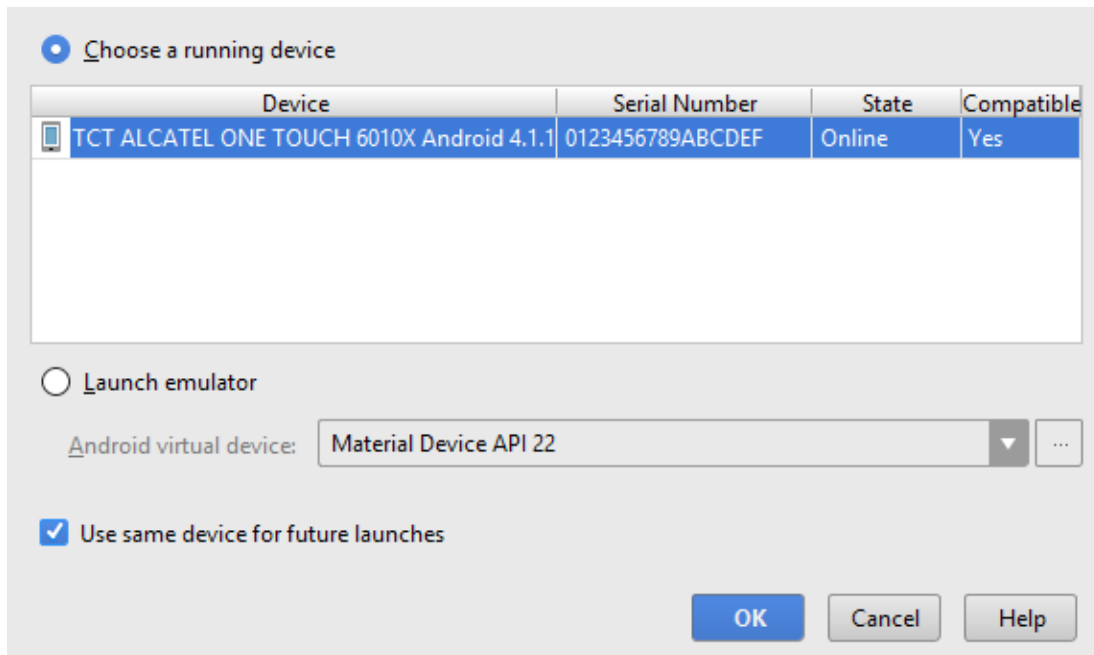 Choose a running device
Device Serial Number State Compatible
TCT ALCATEL ONE TOUCH 6010X Android 4.1.1 0123456789ABCDEF Online Yes
Launch emulator
Android virtual device: Material Device API 22 ...
Use same device for future launches
OK Cancel Help